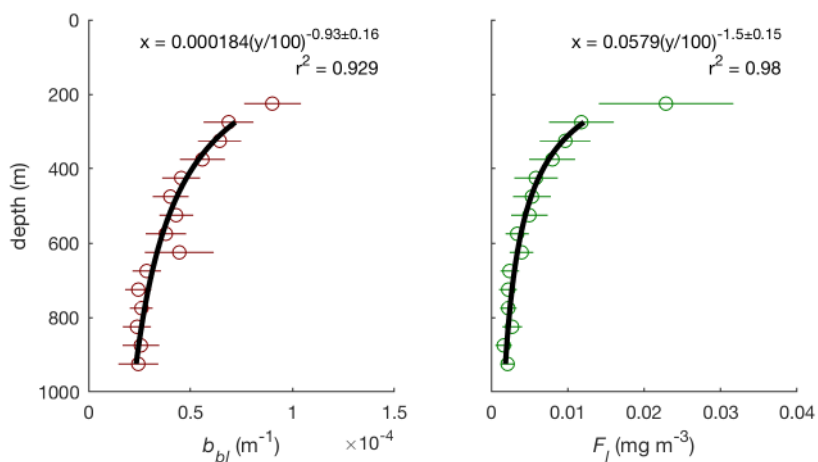 x = 0.000184(y/100)^-0.93±0.16
r^2 = 0.929
0
200
400
600
800
1000
depth (m)
0
0.5
1
1.5
×10^-4
b_bl (m^-1)
x = 0.0579(y/100)^-1.5±0.15
r^2 = 0.98
0
0.01
0.02
0.03
0.04
F_l (mg m^-3)